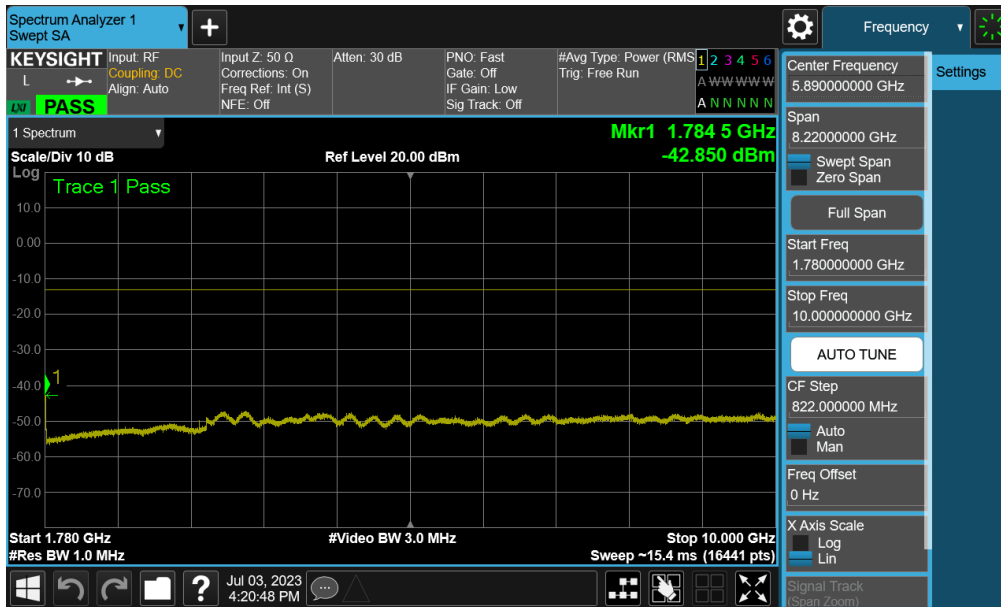 Spectrum Analyzer 1
Swept SA
Frequency
KEYSIGHT
L
LXI
PASS
Input: RF
Coupling: DC
Align: Auto
Input Z: 50 Ω
Corrections: On
Freq Ref: Int (S)
NFE: Off
Atten: 30 dB
PNO: Fast
Gate: Off
IF Gain: Low
Sig Track: Off
#Avg Type: Power (RMS
Trig: Free Run
1 2 3 4 5 6
A W W W W W
A N N N N N
1 Spectrum
Mkr1 1.784 5 GHz
Scale/Div 10 dB
Ref Level 20.00 dBm
-42.850 dBm
Log
Trace 1 Pass
10.0
0.00
-10.0
-20.0
-30.0
-40.0
1
-50.0
-60.0
-70.0
Start 1.780 GHz
#Video BW 3.0 MHz
Stop 10.000 GHz
#Res BW 1.0 MHz
Sweep ~15.4 ms (16441 pts)
Center Frequency
5.890000000 GHz
Settings
Span
8.22000000 GHz
Swept Span
Zero Span
Full Span
Start Freq
1.780000000 GHz
Stop Freq
10.000000000 GHz
AUTO TUNE
CF Step
822.000000 MHz
Auto
Man
Freq Offset
0 Hz
X Axis Scale
Log
Lin
Signal Track
(Span Zoom)
?
Jul 03, 2023
4:20:48 PM